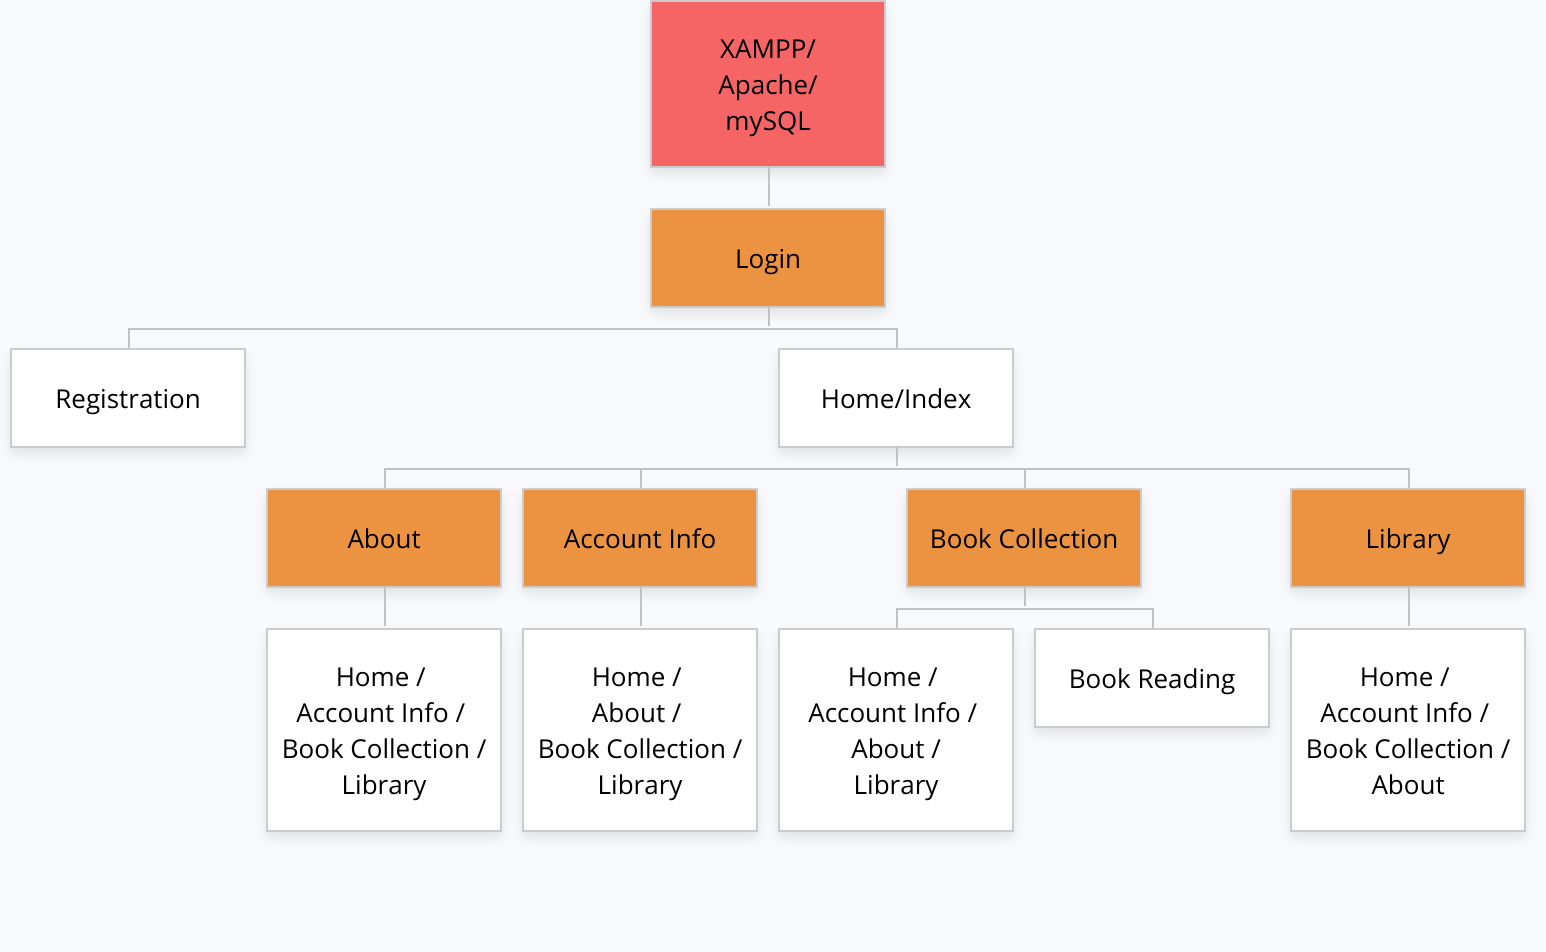 XAMPP/
Apache/
mySQL
Login
Registration
Home/Index
About
Account Info
Book Collection
Library
Home /
Account Info /
Book Collection /
Library
Home /
About /
Book Collection /
Library
Home /
Account Info /
About /
Library
Book Reading
Home /
Account Info /
Book Collection /
About